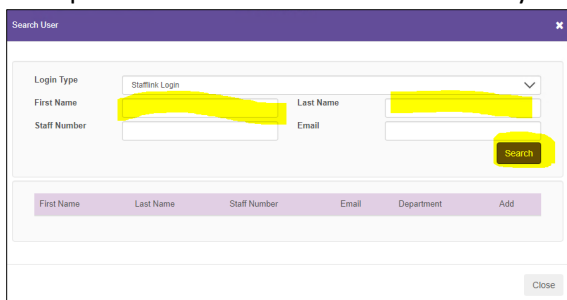 Search User ×
Login Type Stafflink Login
First Name Last Name
Staff Number Email
Search
First Name Last Name Staff Number Email Department Add
Close